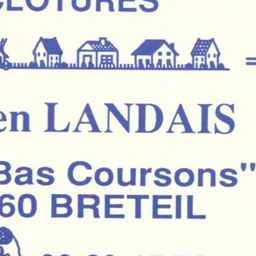 CLOTURES
en LANDAIS
Bas Coursons"
60 BRETEIL